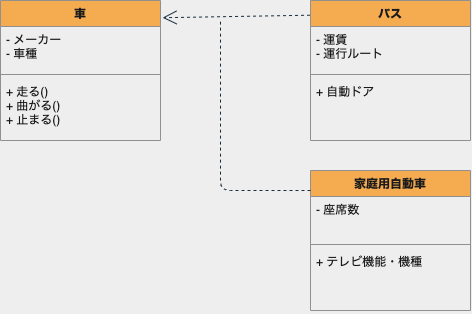 車
- メーカー
- 車種
+ 走る()
+ 曲がる()
+ 止まる()
バス
- 運賃
- 運行ルート
+ 自動ドア
家庭用自動車
- 座席数
+ テレビ機能・機種